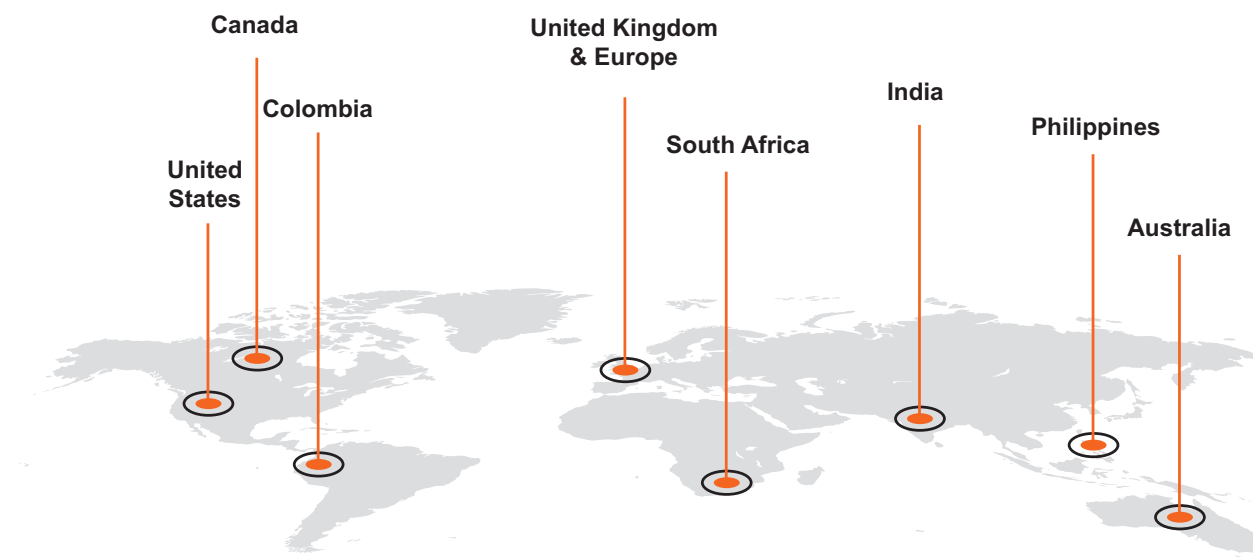 Canada
United Kingdom
& Europe
Colombia
India
Philippines
South Africa
United
States
Australia